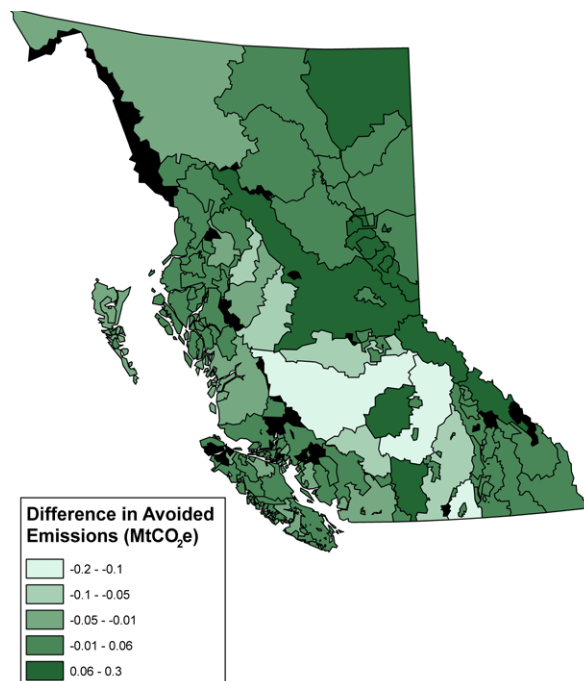 Difference in Avoided
Emissions (MtCO₂e)
-0.2 - -0.1
-0.1 - -0.05
-0.05 - -0.01
-0.01 - 0.06
0.06 - 0.3